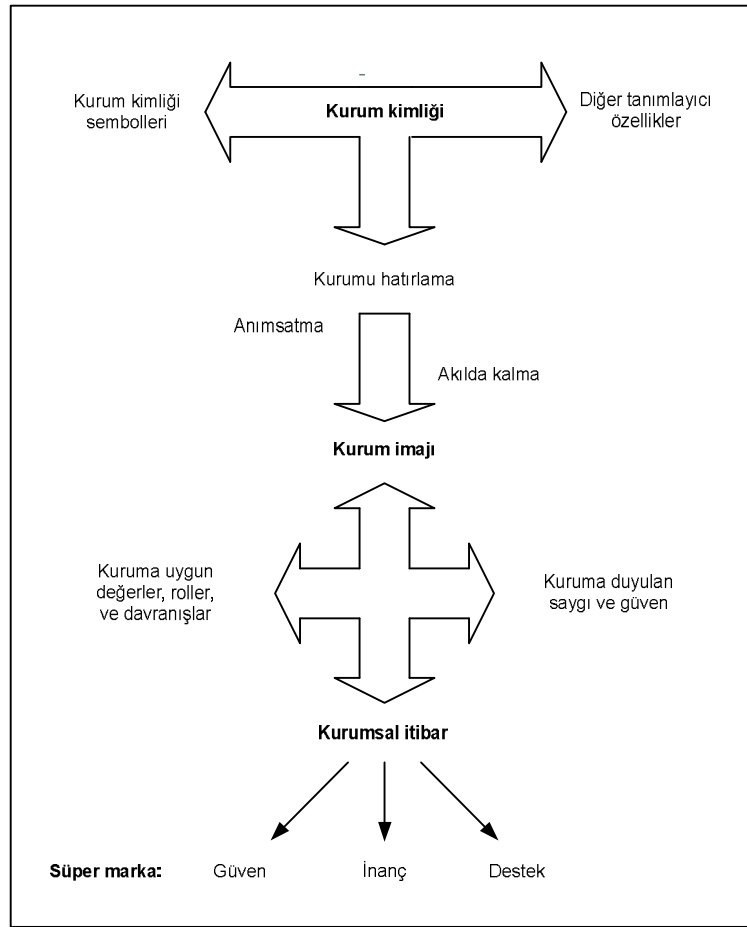 Kurum kimliği
sembolleri
Kurum kimliği
Diğer tanımlayıcı
özellikler
Kurumu hatırlama
Anımsatma
Akılda kalma
Kurum imajı
Kuruma uygun
değerler, roller,
ve davranışlar
Kuruma duyulan
saygı ve güven
Kurumsal itibar
Süper marka: Güven İnanç Destek